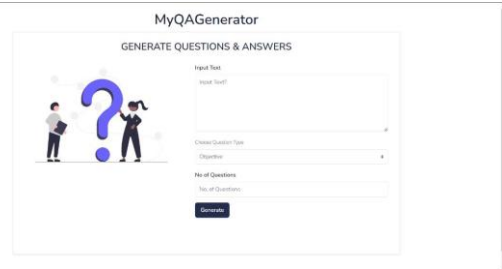 MyQAGenerator
GENERATE QUESTIONS & ANSWERS
Input Text
Input Text?
Choose Question Type
Objective
No of Questions
No. of Questions
Generate